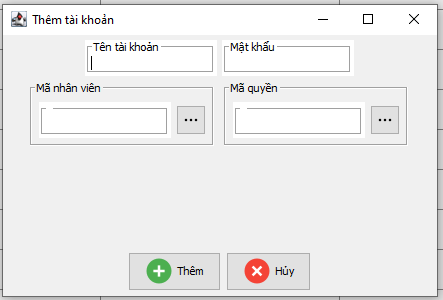 Thêm tài khoản
Tên tài khoản
Mật khẩu
Mã nhân viên
Mã quyền
...
...
Thêm
Hủy